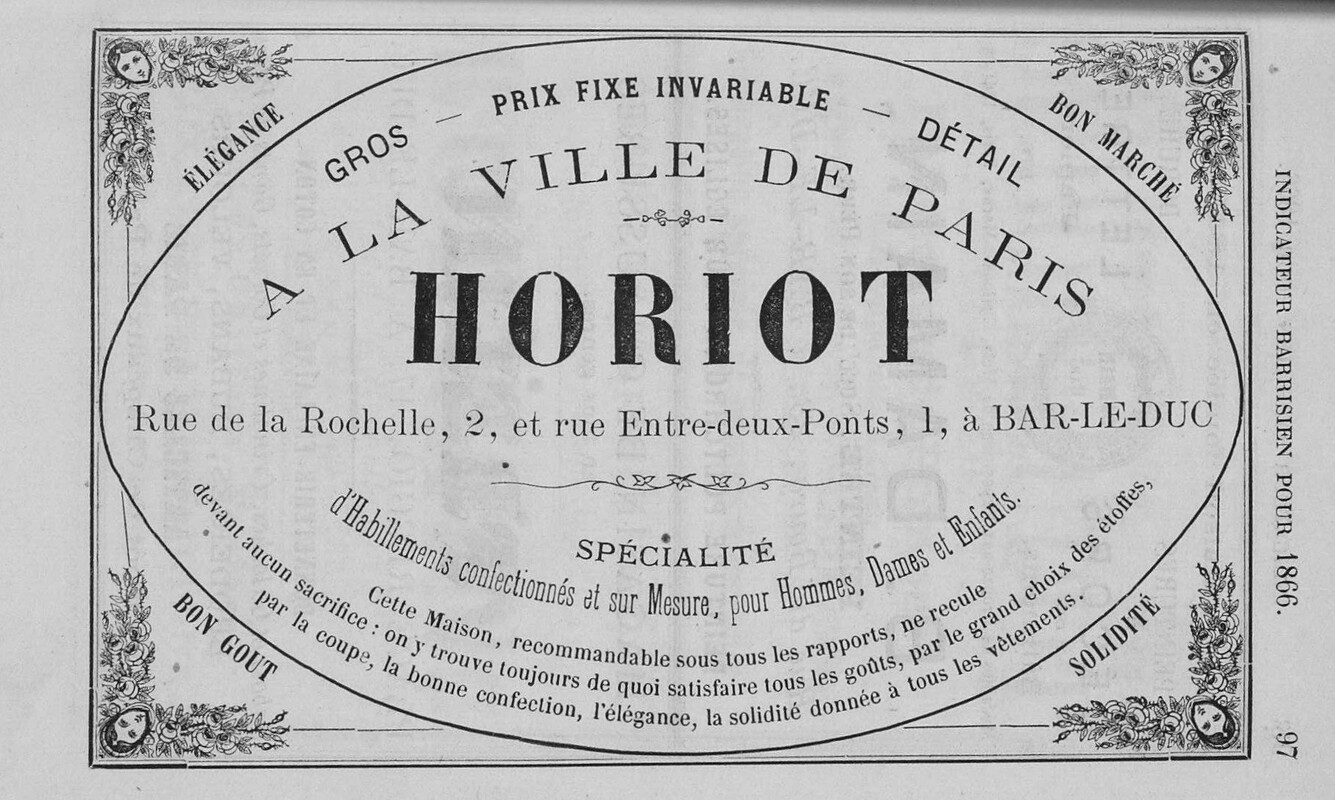 ÉLÉGANCE
BON MARCHÉ
GROS — PRIX FIXE INVARIABLE — DÉTAIL
A LA VILLE DE PARIS
HORIOT
Rue de la Rochelle, 2, et rue Entre-deux-Ponts, 1, à BAR-LE-DUC
SPÉCIALITÉ
d'Habillements confectionnés et sur Mesure, pour Hommes, Dames et Enfants.
Cette Maison, recommandable sous tous les rapports, ne recule
devant aucun sacrifice : on y trouve toujours de quoi satisfaire tous les goûts, par le grand choix des étoffes,
par la coupe, la bonne confection, l'élégance, la solidité donnée à tous les vêtements.
BON GOUT
SOLIDITÉ
INDICATEUR BARRISIEN POUR 1866.
97